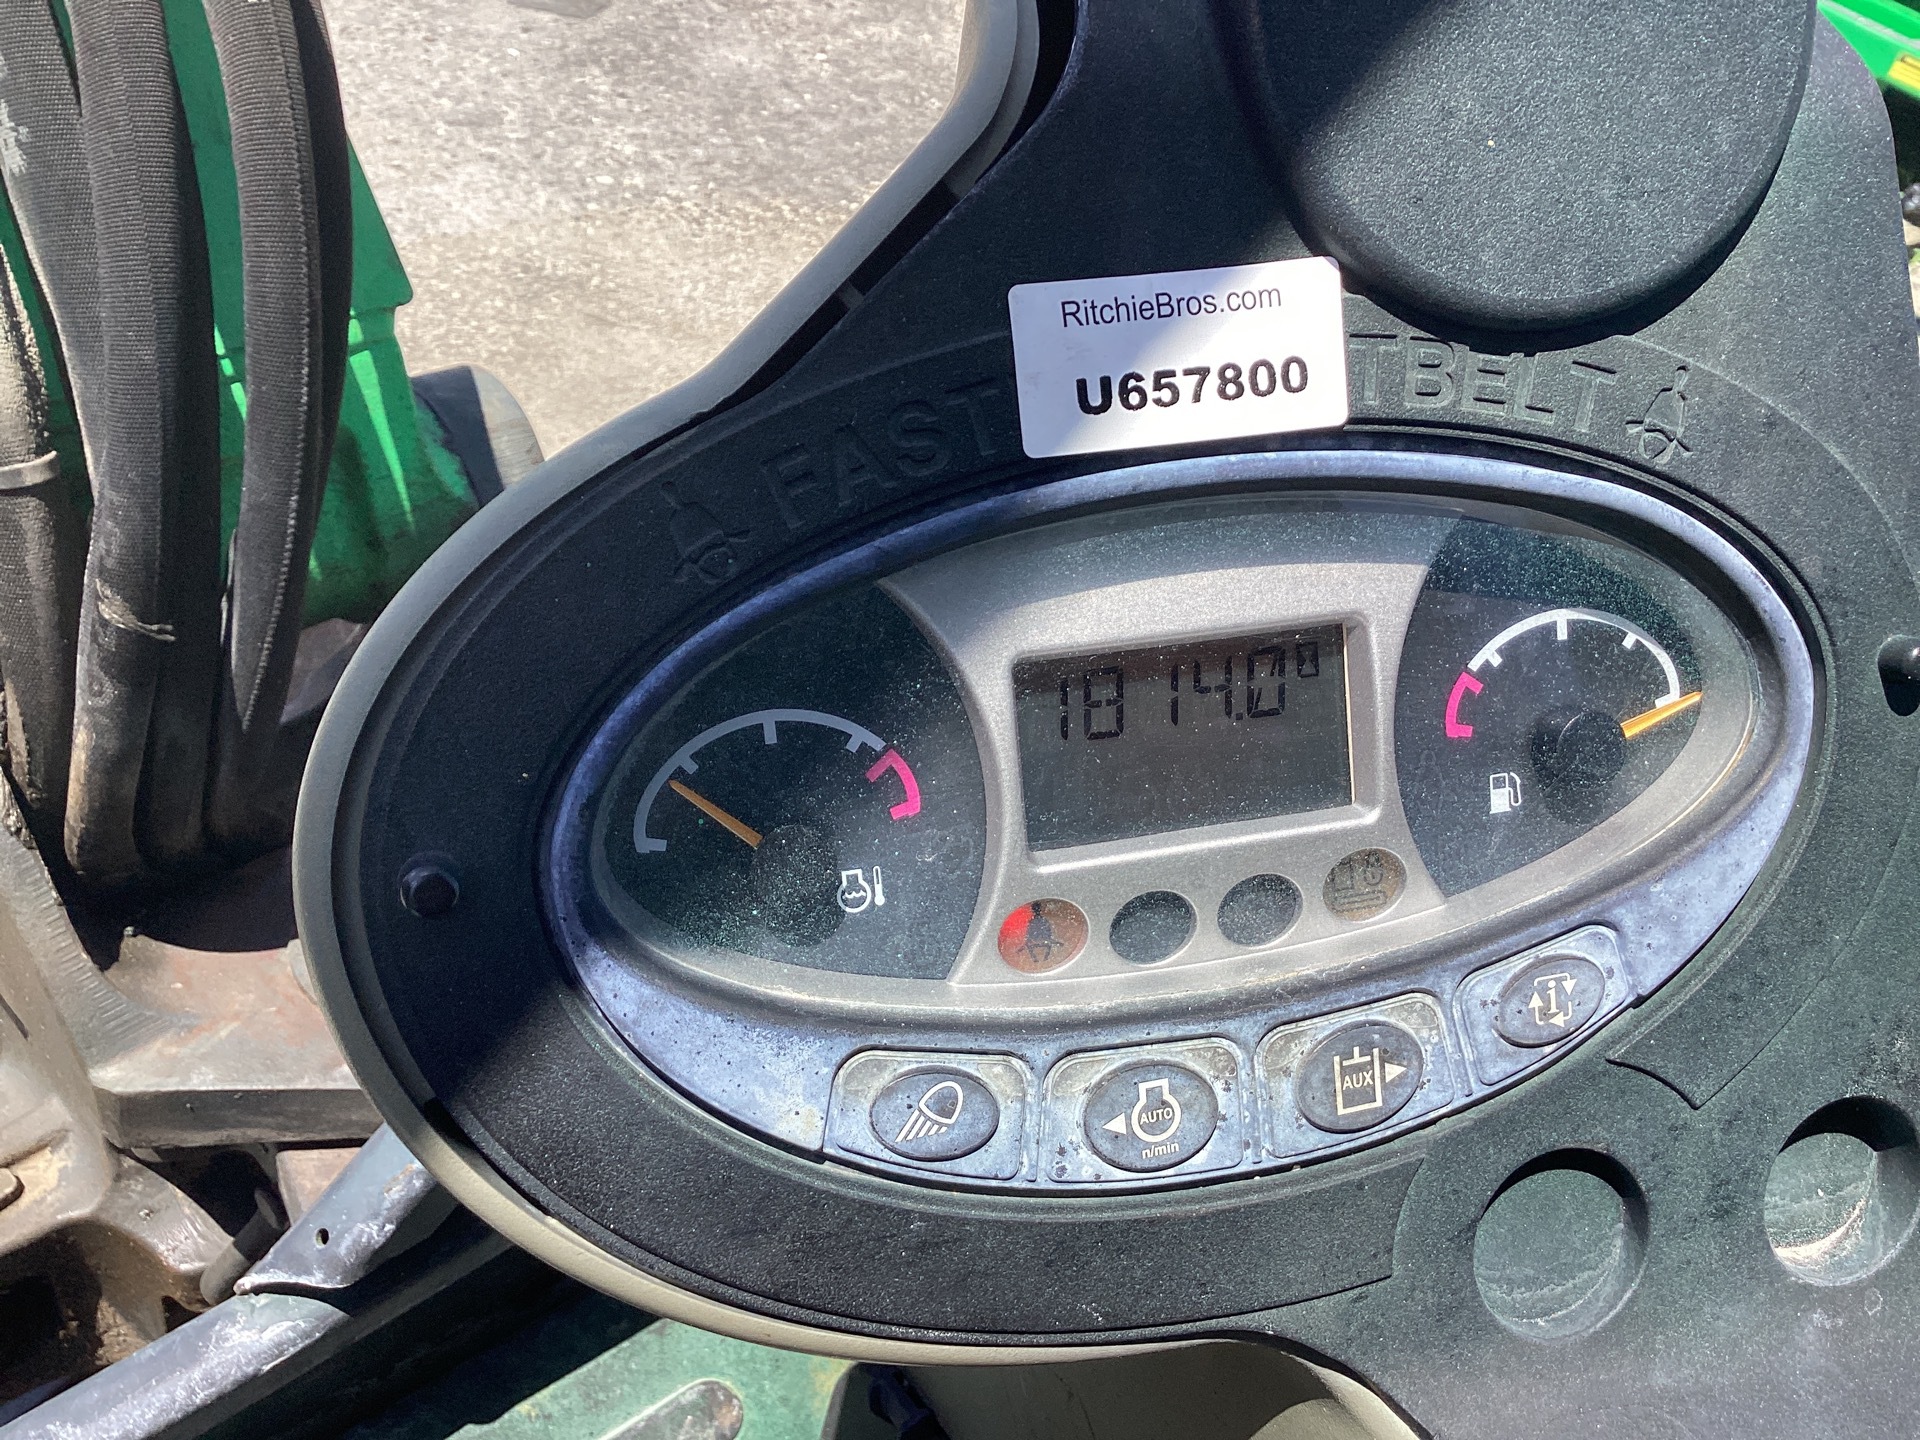 RitchieBros.com
U657800
FAST TBELT
1814.0
AUTO
n/min
AUX
i